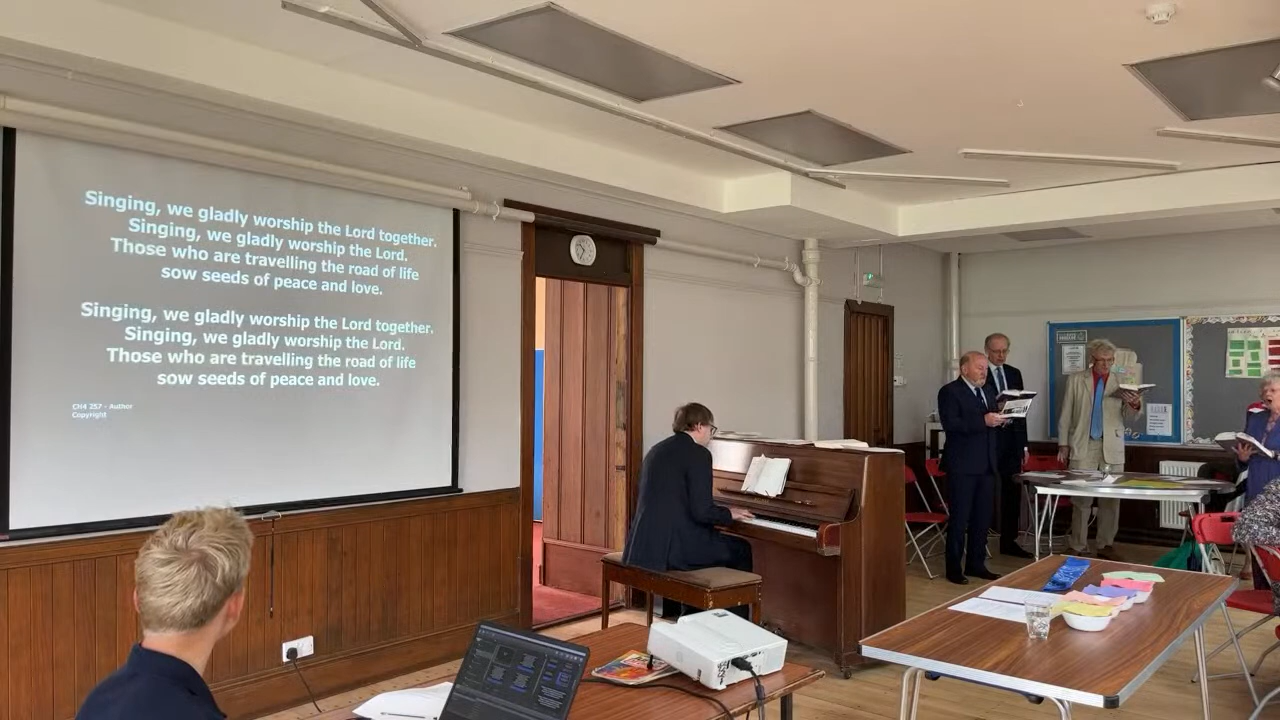 Singing, we gladly worship the Lord together.
Singing, we gladly worship the Lord.
Those who are travelling the road of life
sow seeds of peace and love.
Singing, we gladly worship the Lord together.
Singing, we gladly worship the Lord.
Those who are travelling the road of life
sow seeds of peace and love.
CH4 257 - Author
Copyright